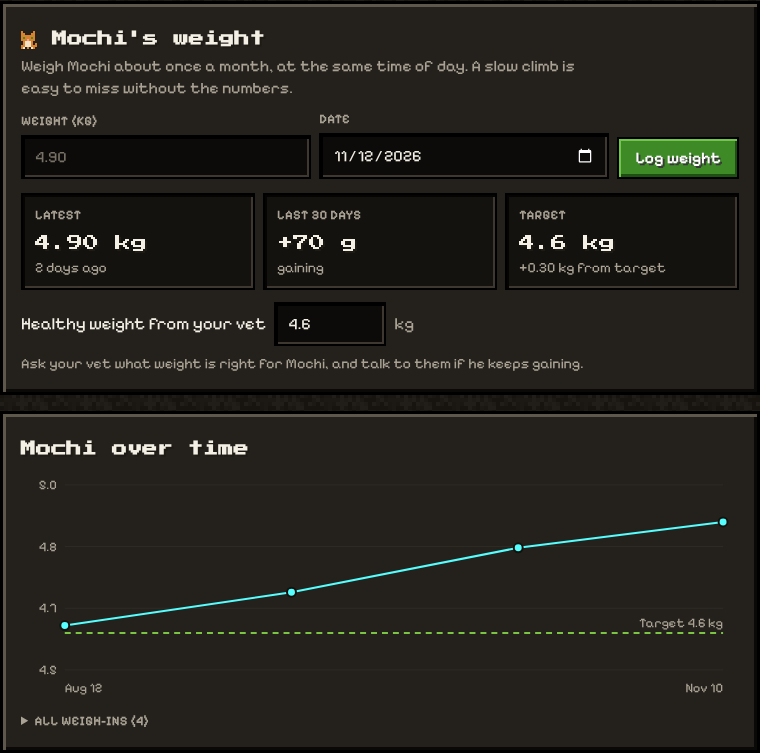 Mochi's weight
Weigh Mochi about once a month, at the same time of day. A slow climb is
easy to miss without the numbers.
WEIGHT (KG)
DATE
4.90
11/12/2026
Log weight
LATEST
4.90 kg
2 days ago
LAST 30 DAYS
+70 g
gaining
TARGET
4.6 kg
+0.30 kg from target
Healthy weight from your vet
4.6
kg
Ask your vet what weight is right for Mochi, and talk to them if he keeps gaining.
Mochi over time
5.0
4.8
4.7
Target 4.6 kg
4.5
Aug 12
Nov 10
ALL WEIGH-INS (4)